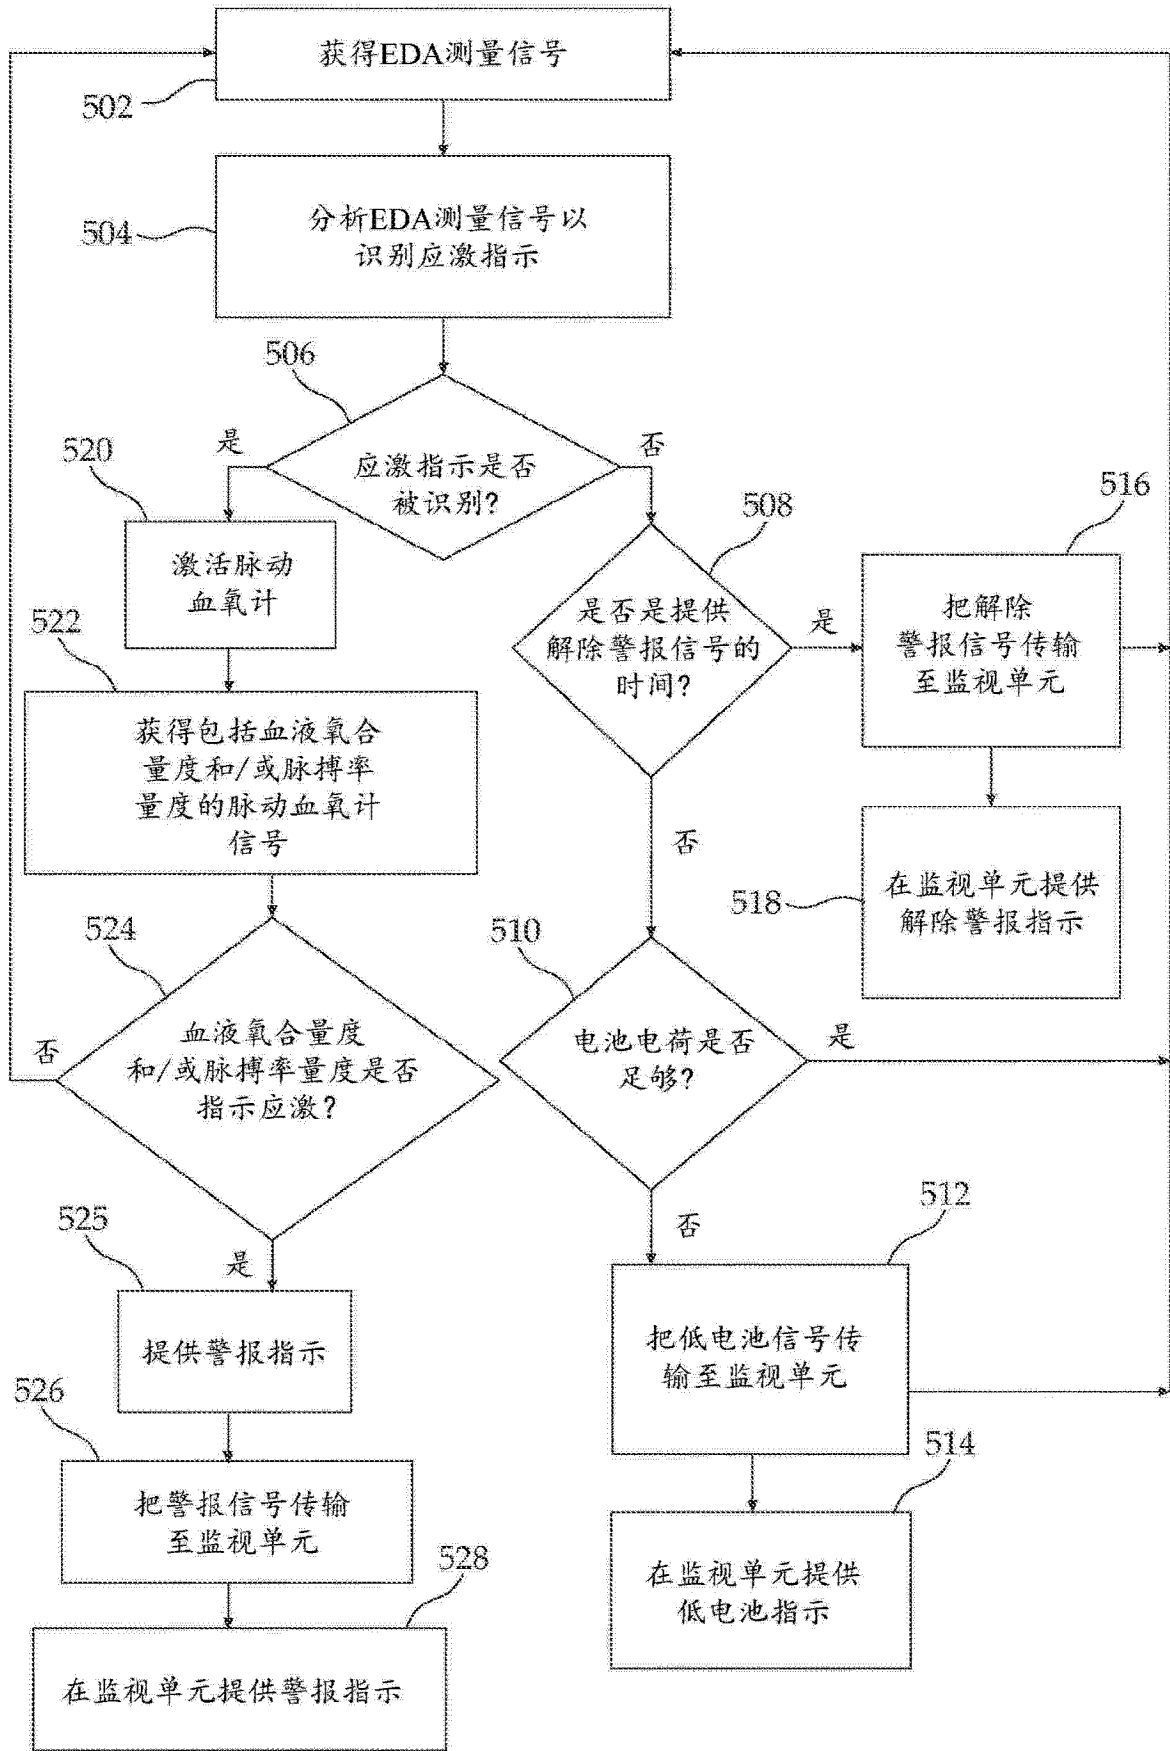 获得EDA测量信号
502
分析EDA测量信号以
识别应激指示
504
506
应激指示是否
被识别?
是
否
520
激活脉动
血氧计
508
是否是提供
解除警报信号的
时间?
是
516
把解除
警报信号传输
至监视单元
522
获得包括血液氧合
量度和/或脉搏率
量度的脉动血氧计
信号
否
518
在监视单元提供
解除警报指示
524
血液氧合量度
和/或脉搏率量度是否
指示应激?
否
510
电池电荷是否
足够?
是
525
是
提供警报指示
否
512
把低电池信号传
输至监视单元
526
把警报信号传输
至监视单元
514
在监视单元提供
低电池指示
528
在监视单元提供警报指示